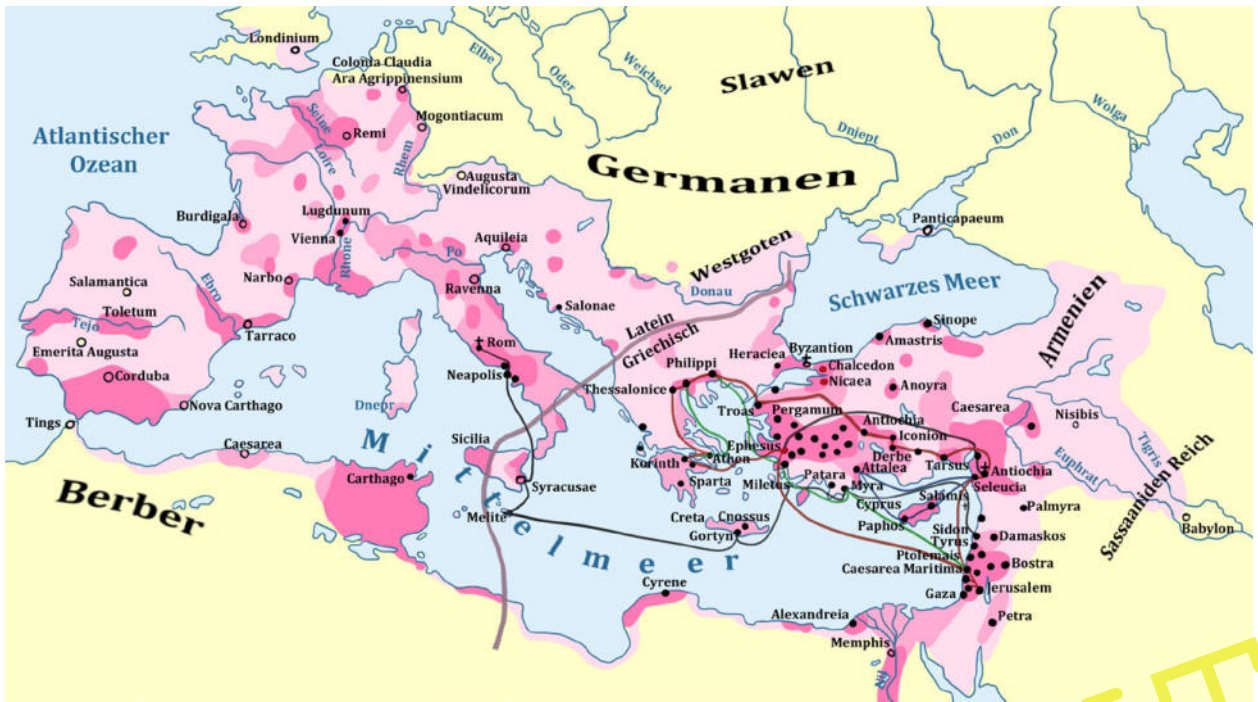 Londinium
Colonia Claudia
Ara Agrippinensium
Elbe
Oder
Weichsel
Slawen
Wolga
Atlantischer
Ozean
Seine
Remi
Mogontiacum
Dniept
Don
Loire
Rhem
Germanen
Augusta
Vindelicorum
Burdigala
Lugdunum
Vienna
Panticapaeum
Aquileia
Po
Westgoten
Rhone
Narbo
Ravenna
Donau
Schwarzes Meer
Armenien
Salamantica
Toletum
Ebro
Salonae
Latein
Griechisch
Sinope
Tejo
Tarraco
Rom
Amastris
Emerita Augusta
Heraciea
Byzantion
Chalcedon
Philippi
Nicaea
Corduba
Neapolis
Thessalonice
Anoyra
Nova Carthago
Dnepr
Troas
Pergamum
Antiochia
Caesarea
Nisibis
Tings
Caesarea
Mittelmeer
Sicilia
Ephesus
Iconion
Tigris
Korinth
Athon
Derbe
Tarsus
Antiochia
Euphrat
Carthago
Sparta
Patara
Attalea
Berber
Syracusae
Miletus
Myra
Seleucia
Sassaaniden Reich
Melite
Creta
Cnossus
Cyprus
Salamis
Palmyra
Gortyn
Paphos
Sidon
Babylon
Tyrus
Damaskos
Ptolemais
Caesarea Maritima
Bostra
Cyrene
Gaza
Jerusalem
Alexandreia
Petra
Memphis
Nil